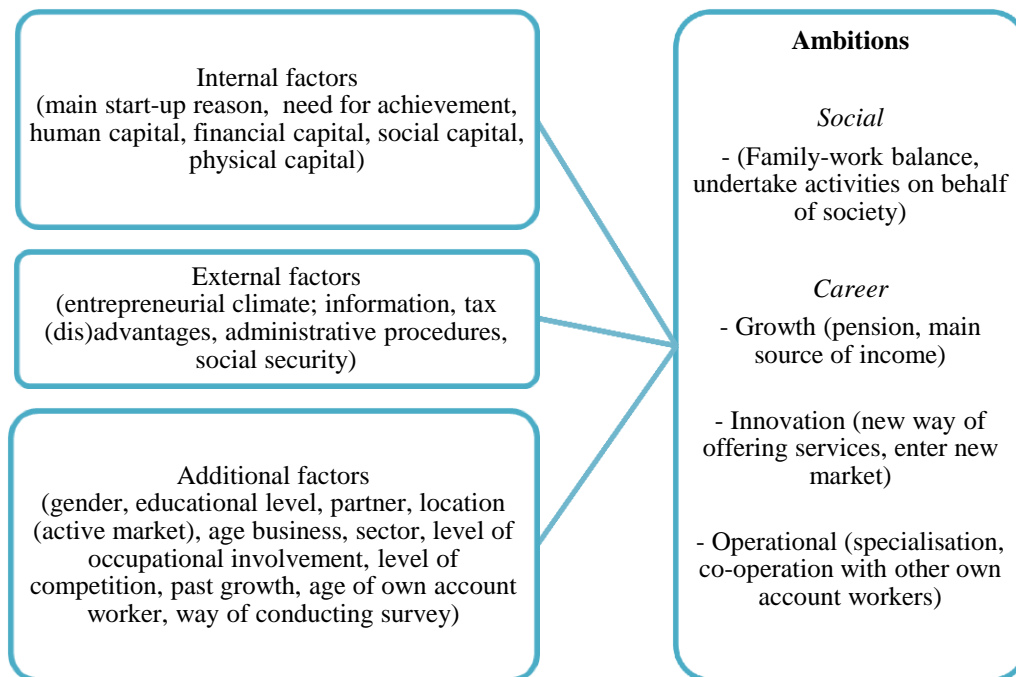 Internal factors
(main start-up reason, need for achievement,
human capital, financial capital, social capital,
physical capital)
External factors
(entrepreneurial climate; information, tax
(dis)advantages, administrative procedures,
social security)
Additional factors
(gender, educational level, partner, location
(active market), age business, sector, level of
occupational involvement, level of
competition, past growth, age of own account
worker, way of conducting survey)
Ambitions
Social
- (Family-work balance,
undertake activities on behalf
of society)
Career
- Growth (pension, main
source of income)
- Innovation (new way of
offering services, enter new
market)
- Operational (specialisation,
co-operation with other own
account workers)